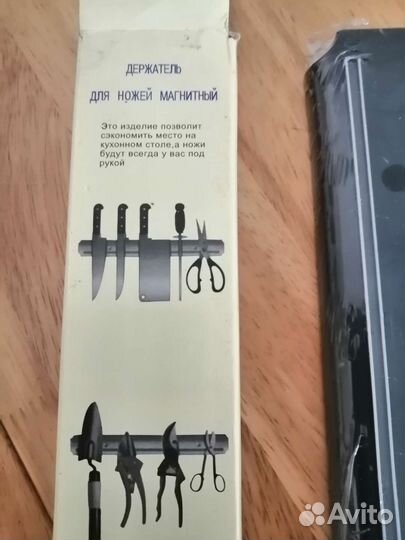 ДЕРЖАТЕЛЬ
ДЛЯ НОЖЕЙ МАГНИТНЫЙ
Это изделие позволит
сэкономить место на
кухонном столе,а ножи
будут всегда у вас под
рукой
Avito